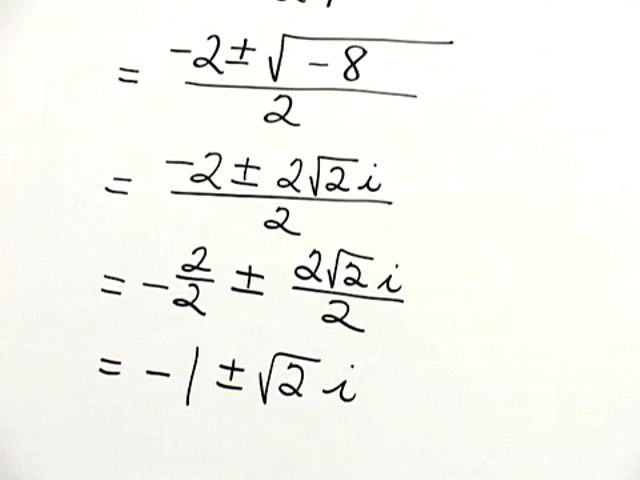 = (-2 ± √-8) / 2
= (-2 ± 2√2 i) / 2
= - 2/2 ± 2√2 i / 2
= -1 ± √2 i